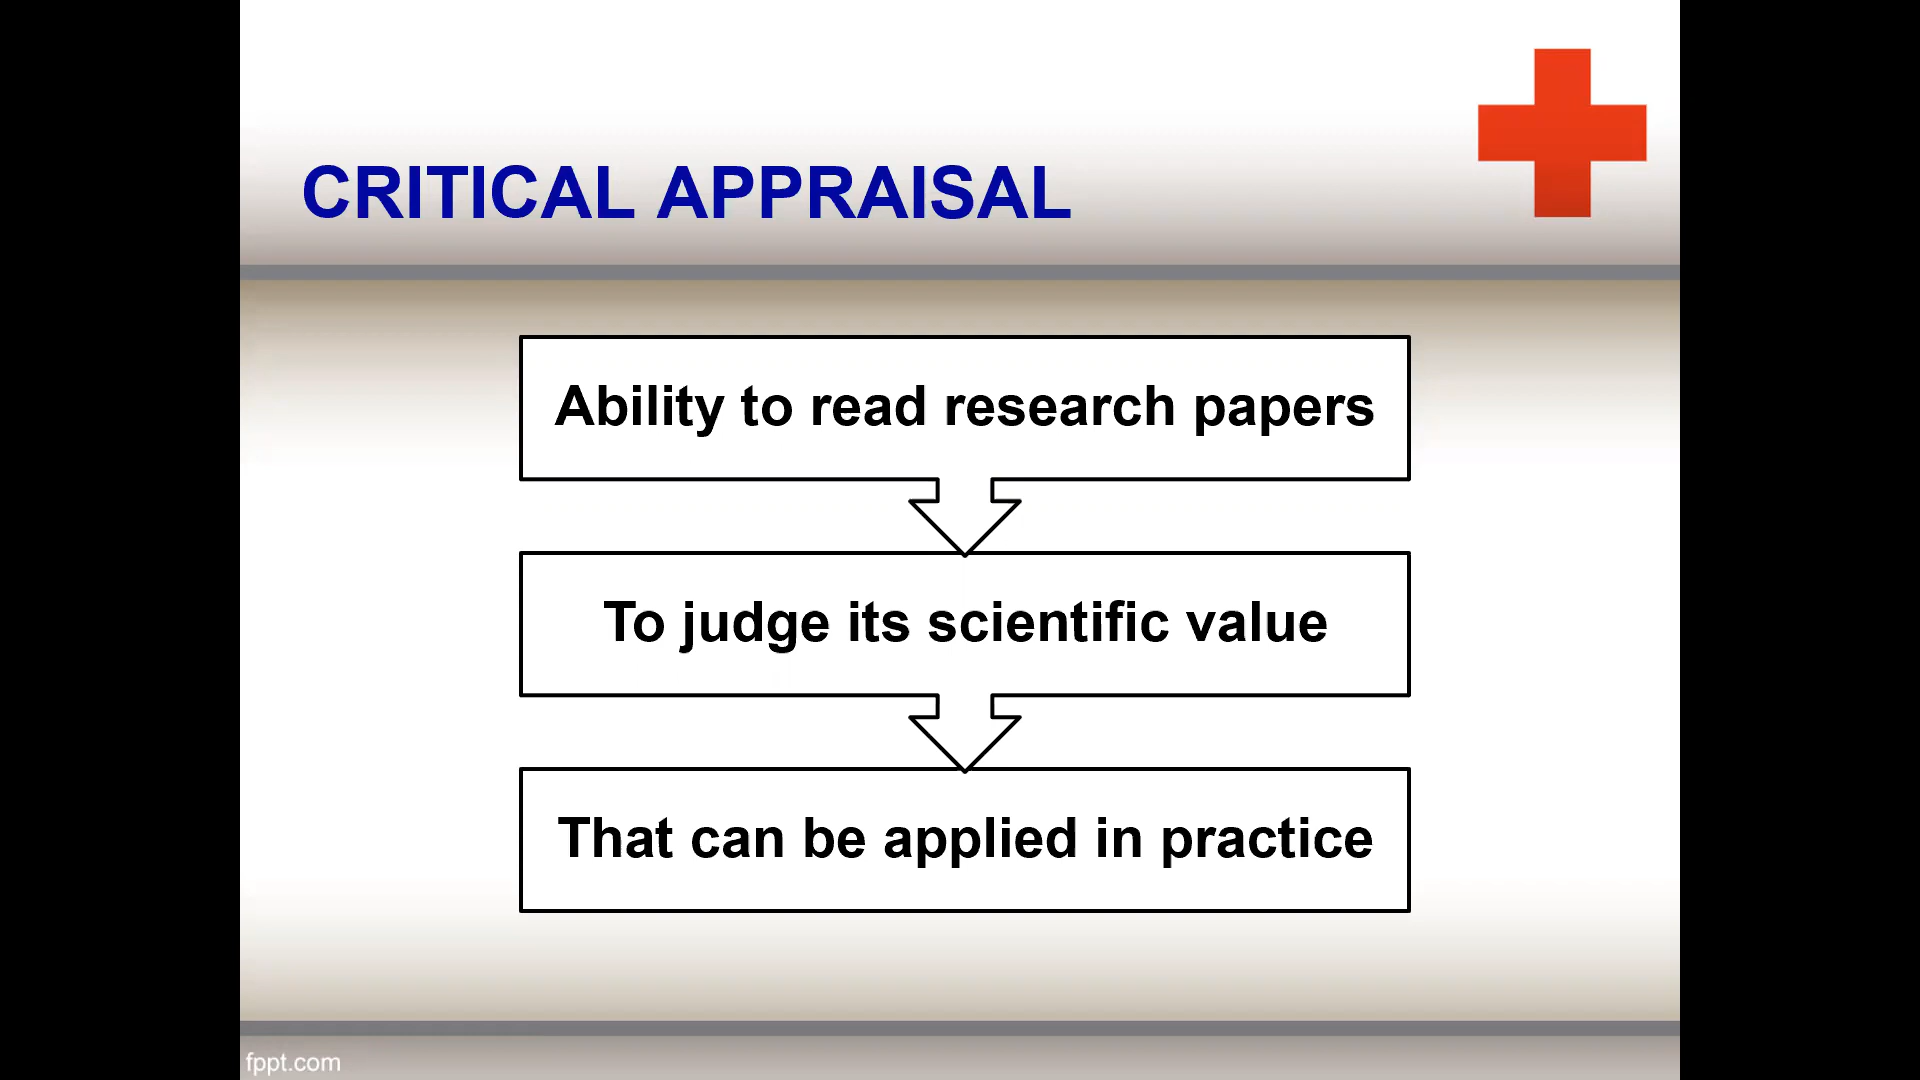 CRITICAL APPRAISAL
Ability to read research papers
To judge its scientific value
That can be applied in practice
fppt.com